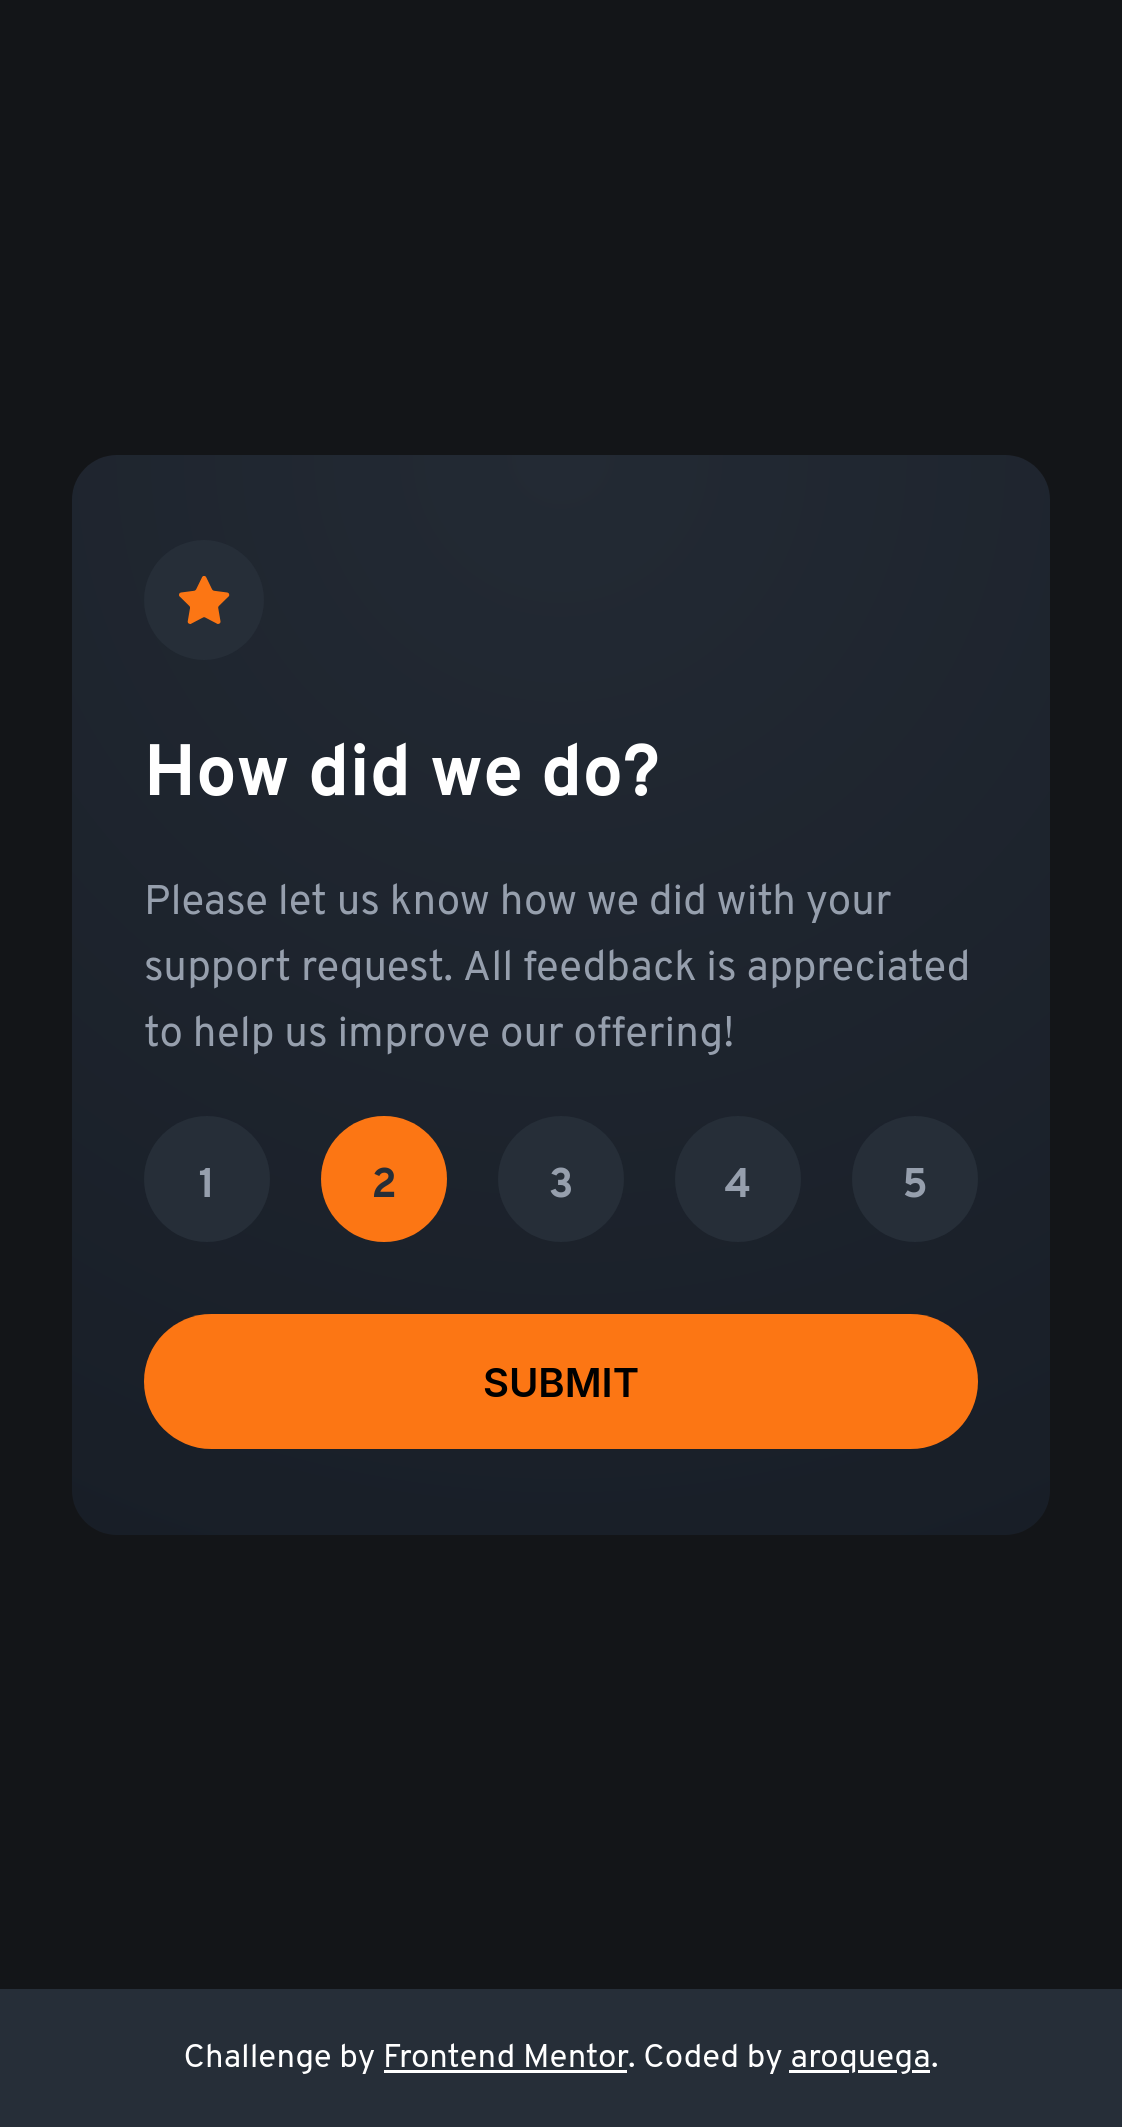 How did we do?
Please let us know how we did with your
support request. All feedback is appreciated
to help us improve our offering!
1 2 3 4 5
SUBMIT
Challenge by Frontend Mentor. Coded by aroquega.